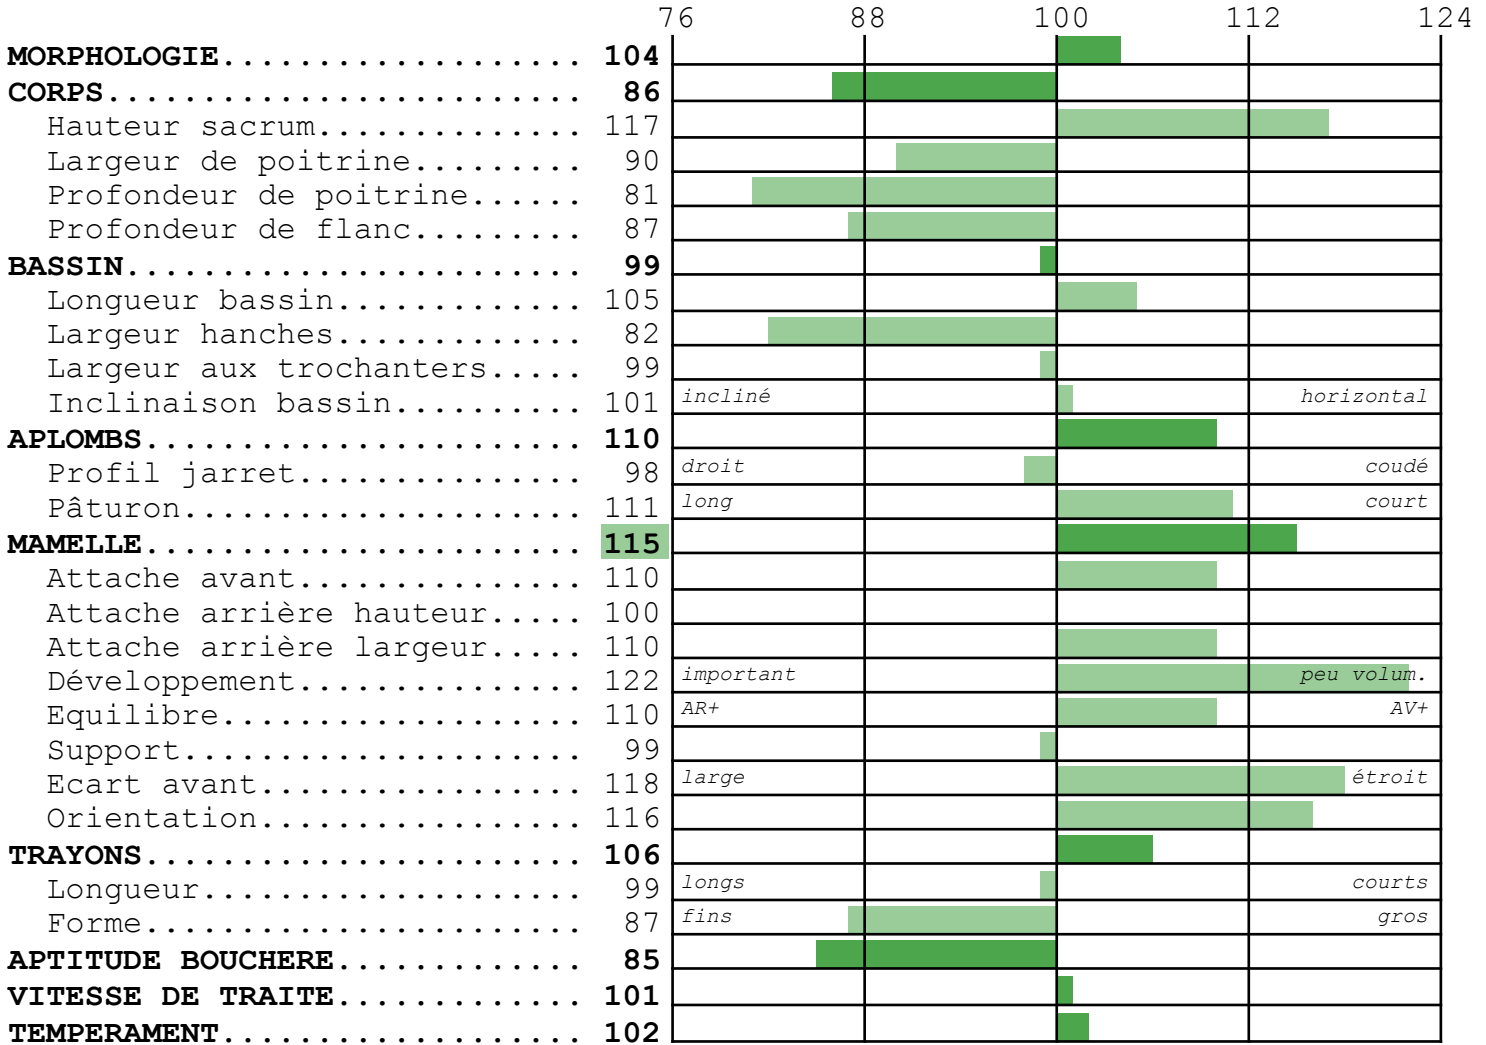 76 88 100 112 124
MORPHOLOGIE................... 104
CORPS......................... 86
Hauteur sacrum.............. 117
Largeur de poitrine......... 90
Profondeur de poitrine...... 81
Profondeur de flanc......... 87
BASSIN........................ 99
Longueur bassin............. 105
Largeur hanches............. 82
Largeur aux trochanters..... 99
Inclinaison bassin.......... 101 incliné horizontal
APLOMBS....................... 110
Profil jarret............... 98 droit coudé
Pâturon..................... 111 long court
MAMELLE....................... 115
Attache avant............... 110
Attache arrière hauteur..... 100
Attache arrière largeur..... 110
Développement............... 122 important peu volum.
Equilibre................... 110 AR+ AV+
Support..................... 99
Ecart avant................. 118 large étroit
Orientation................. 116
TRAYONS....................... 106
Longueur.................... 99 longs courts
Forme....................... 87 fins gros
APTITUDE BOUCHERE............. 85
VITESSE DE TRAITE............. 101
TEMPERAMENT................... 102